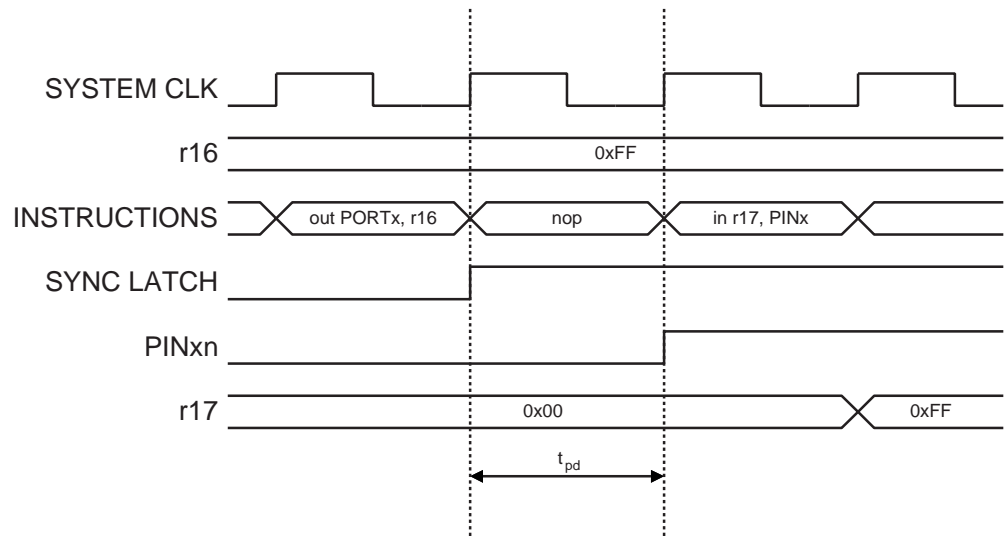 SYSTEM CLK
r16
0xFF
INSTRUCTIONS
out PORTx, r16
nop
in r17, PINx
SYNC LATCH
PINxn
r17
0x00
0xFF
tpd